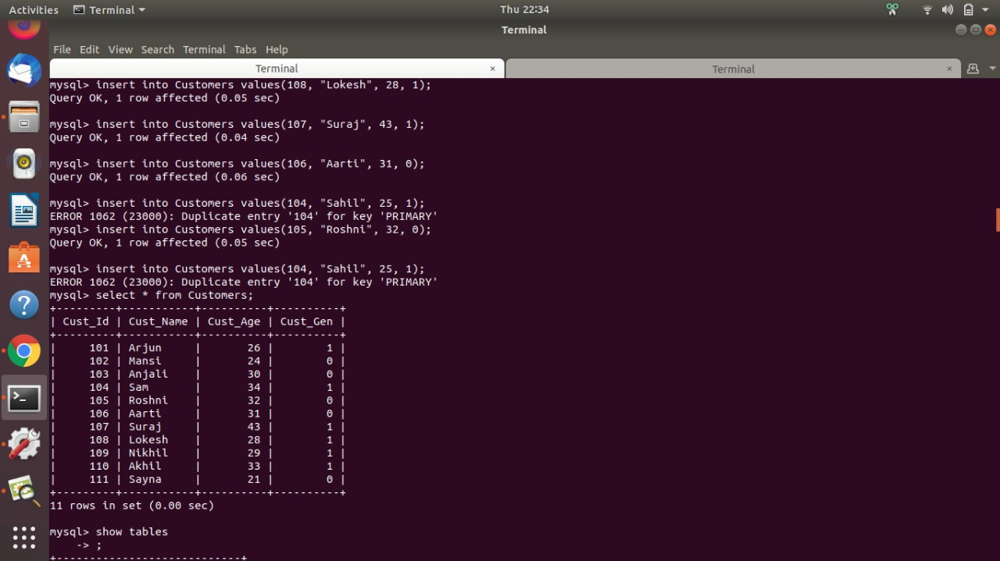 Activities Terminal Thu 22:34
Terminal
File Edit View Search Terminal Tabs Help
Terminal × Terminal ×
mysql> insert into Customers values(108, "Lokesh", 28, 1);
Query OK, 1 row affected (0.05 sec)
mysql> insert into Customers values(107, "Suraj", 43, 1);
Query OK, 1 row affected (0.04 sec)
mysql> insert into Customers values(106, "Aarti", 31, 0);
Query OK, 1 row affected (0.06 sec)
mysql> insert into Customers values(104, "Sahil", 25, 1);
ERROR 1062 (23000): Duplicate entry '104' for key 'PRIMARY'
mysql> insert into Customers values(105, "Roshni", 32, 0);
Query OK, 1 row affected (0.05 sec)
mysql> insert into Customers values(104, "Sahil", 25, 1);
ERROR 1062 (23000): Duplicate entry '104' for key 'PRIMARY'
mysql> select * from Customers;
+---------+-----------+----------+----------+
| Cust_Id | Cust_Name | Cust_Age | Cust_Gen |
+---------+-----------+----------+----------+
|     101 | Arjun     |       26 |        1 |
|     102 | Mansi     |       24 |        0 |
|     103 | Anjali    |       30 |        0 |
|     104 | Sam       |       34 |        1 |
|     105 | Roshni    |       32 |        0 |
|     106 | Aarti     |       31 |        0 |
|     107 | Suraj     |       43 |        1 |
|     108 | Lokesh    |       28 |        1 |
|     109 | Nikhil    |       29 |        1 |
|     110 | Akhil     |       33 |        1 |
|     111 | Sayna     |       21 |        0 |
+---------+-----------+----------+----------+
11 rows in set (0.00 sec)
mysql> show tables
    -> ;
+----------------------------+